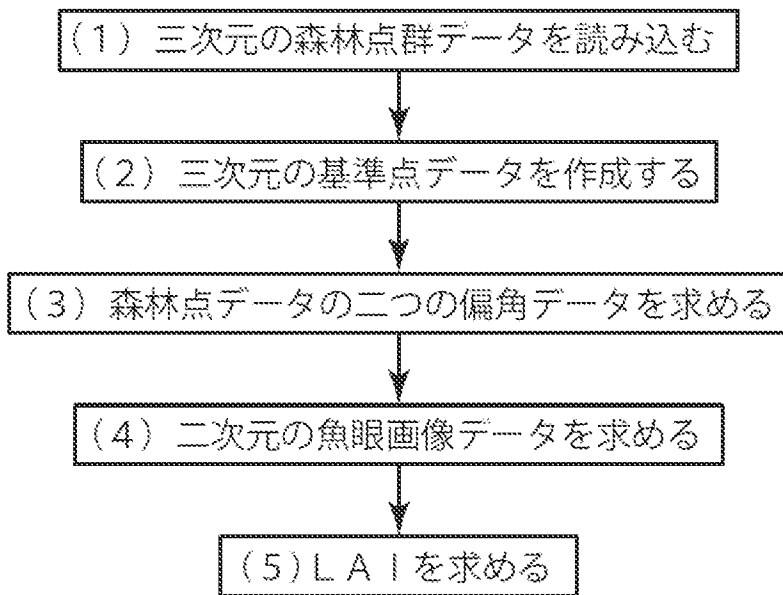 （1）三次元の森林点群データを読み込む
（2）三次元の基準点データを作成する
（3）森林点データの二つの偏角データを求める
（4）二次元の魚眼画像データを求める
（5）ＬＡＩを求める